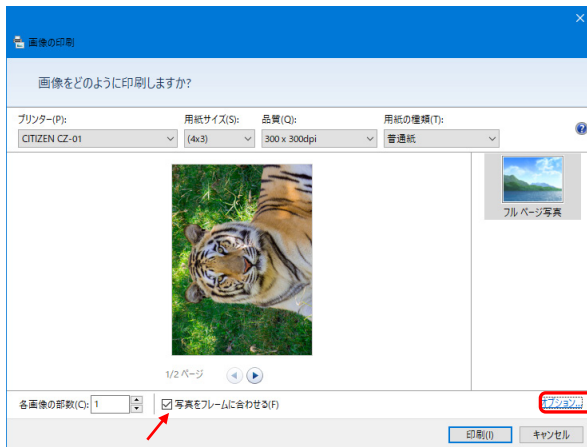 画像の印刷
画像をどのように印刷しますか?
プリンター(P): 用紙サイズ(S): 品質(Q): 用紙の種類(T):
CITIZEN CZ-01 (4x3) 300 x 300dpi 普通紙
フル ページ写真
1/2 ページ
各画像の部数(C): 1 写真をフレームに合わせる(F) オプション...
印刷(I) キャンセル